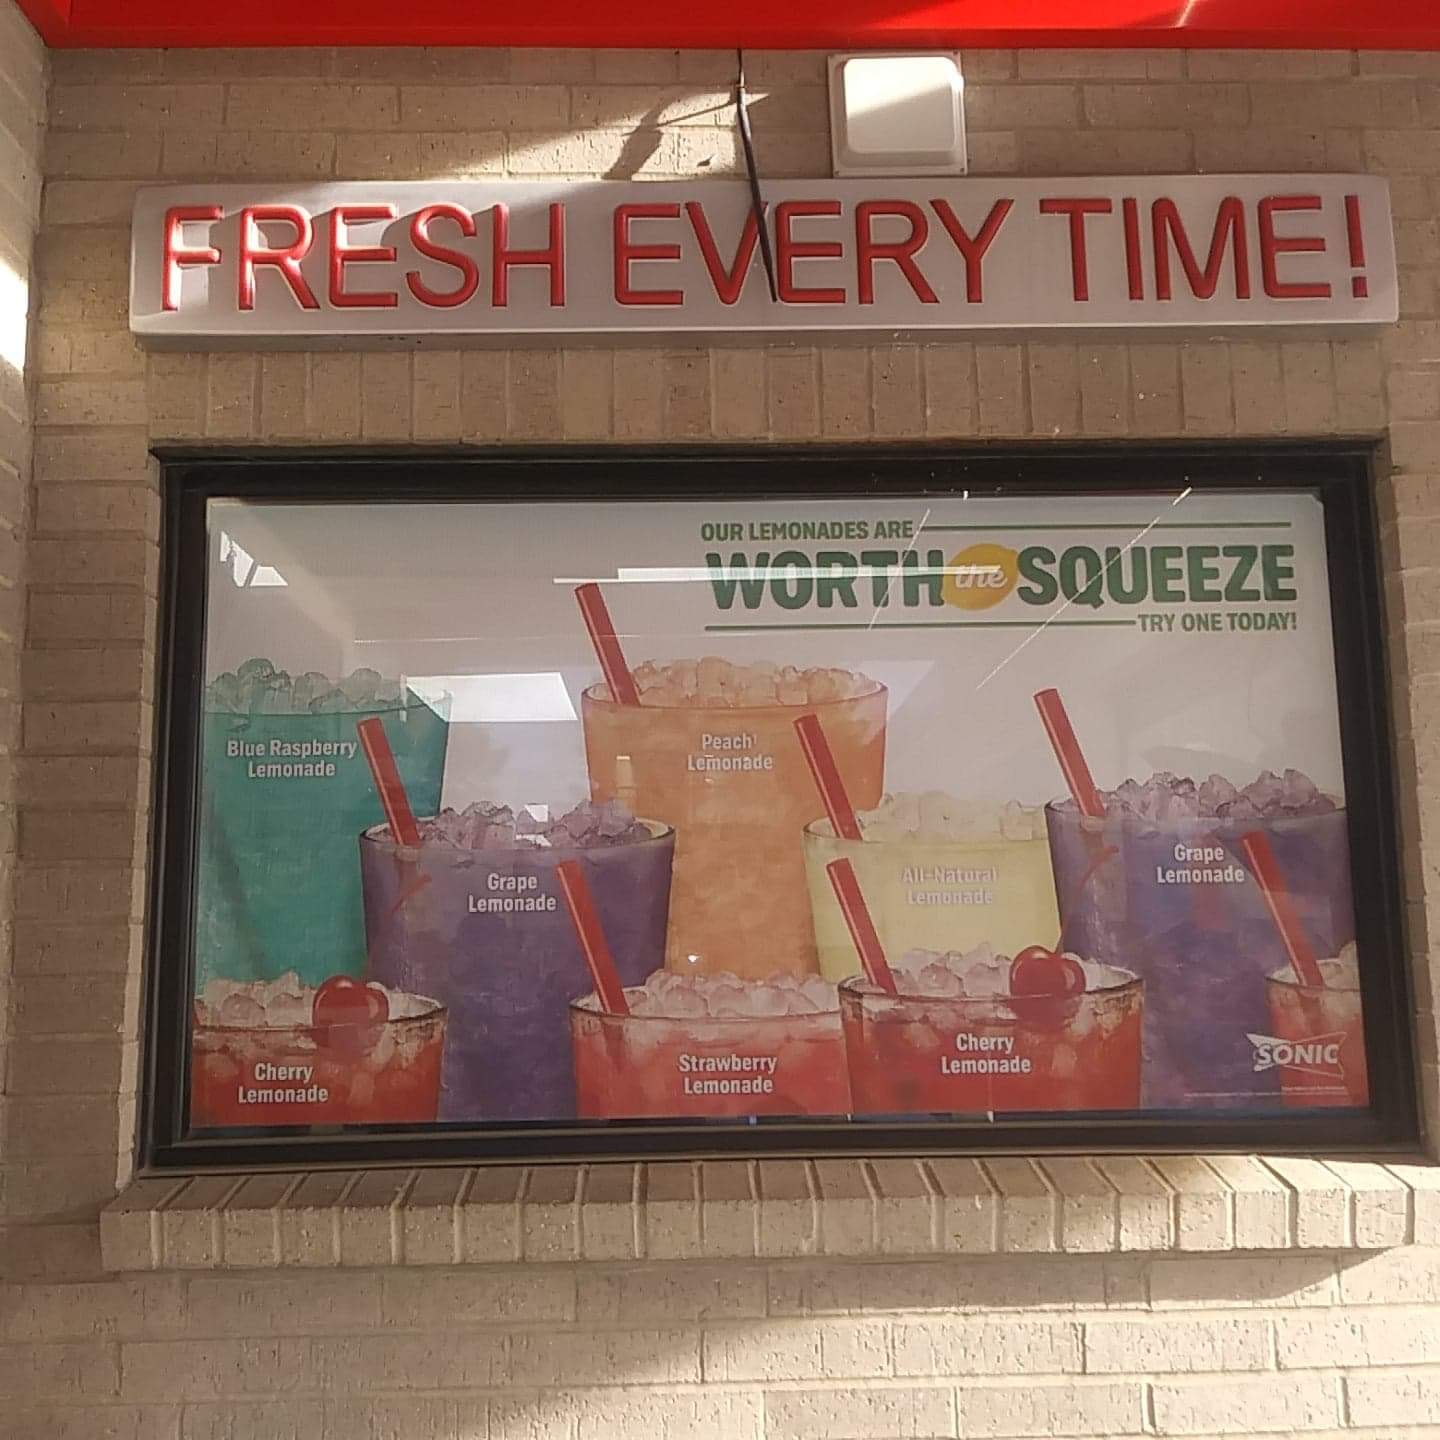 FRESH EVERY TIME!
OUR LEMONADES ARE
WORTH the SQUEEZE
TRY ONE TODAY!
Blue Raspberry
Lemonade
Peach
Lemonade
Grape
Lemonade
All-Natural
Lemonade
Grape
Lemonade
Cherry
Lemonade
Strawberry
Lemonade
Cherry
Lemonade
SONIC